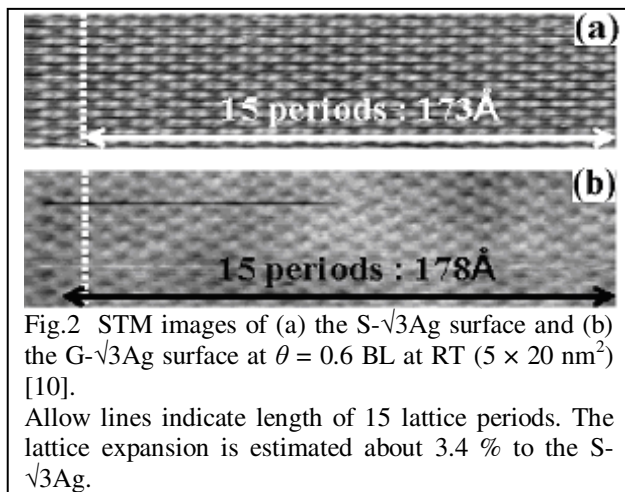 (a)
15 periods : 173Å
(b)
15 periods : 178Å
Fig.2 STM images of (a) the S-√3Ag surface and (b)
the G-√3Ag surface at θ = 0.6 BL at RT (5 × 20 nm²)
[10].
Allow lines indicate length of 15 lattice periods. The
lattice expansion is estimated about 3.4 % to the S-
√3Ag.